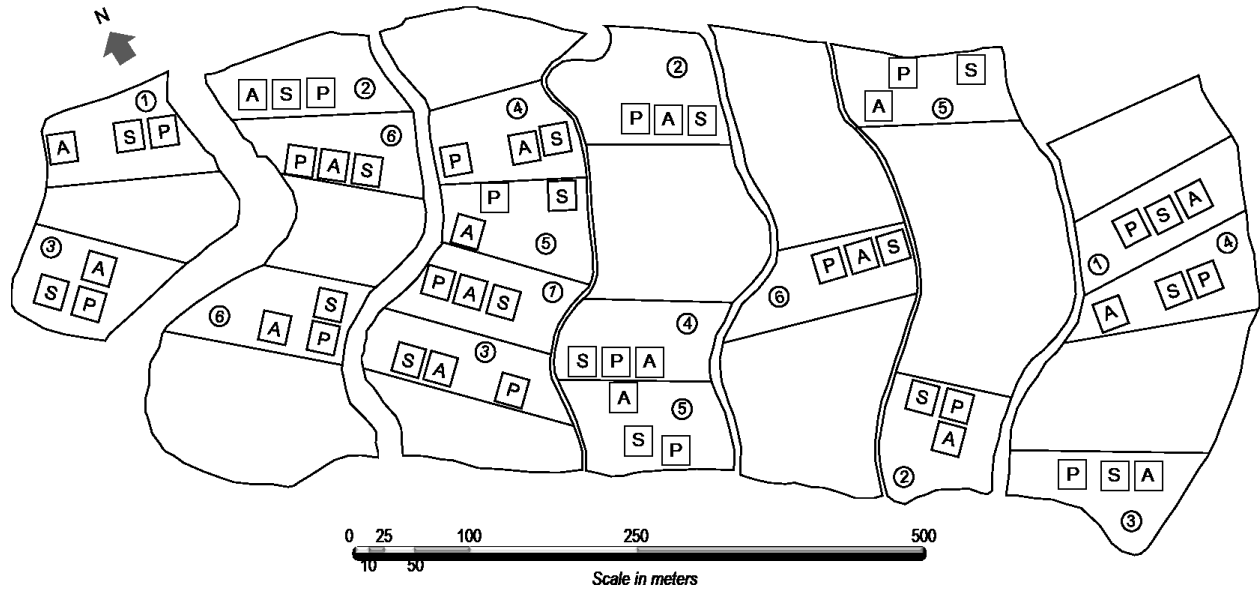 N
①
A S P
③
A
S P
②
A S P
⑥
P A S
⑥
S
A P
④
P A S
P S
A
⑤
①
P A S
③
S A P
②
P A S
④
S P A
A
⑤
S P
P A S
⑥
P S
A ⑤
S P
A
②
P S A
①
④
A S P
P S A
③
0 25 100 250 500
10 50
Scale in meters